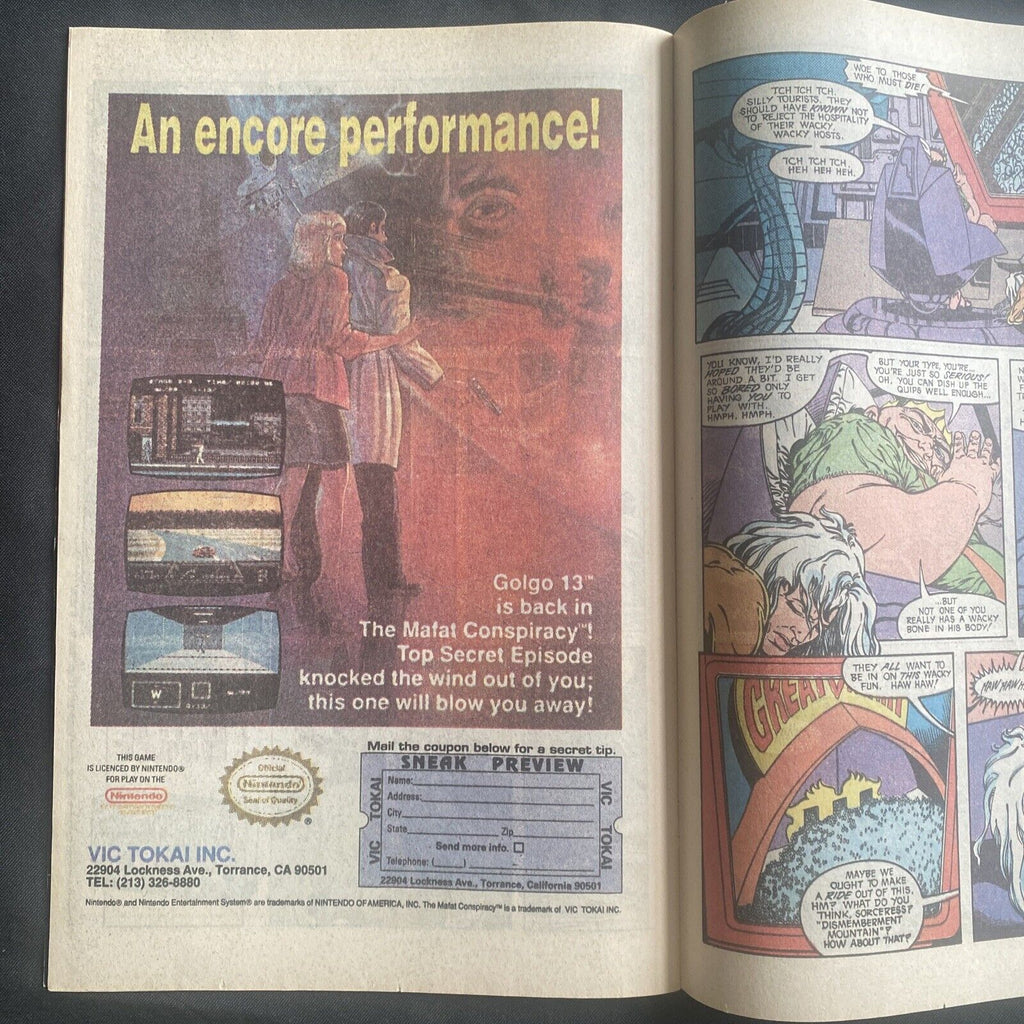 An encore performance!
Golgo 13™
is back in
The Mafat Conspiracy™!
Top Secret Episode
knocked the wind out of you;
this one will blow you away!
W
THIS GAME
IS LICENCED BY NINTENDO®
FOR PLAY ON THE
Nintendo
Official
Nintendo
Seal of Quality
®
VIC TOKAI INC.
22904 Lockness Ave., Torrance, CA 90501
TEL: (213) 326-8880
Mail the coupon below for a secret tip.
SNEAK PREVIEW
VIC TOKAI
Name:
Address:
City
State Zip
Send more info.
Telephone: ( )
VIC TOKAI
22904 Lockness Ave., Torrance, California 90501
Nintendo® and Nintendo Entertainment System® are trademarks of NINTENDO OF AMERICA, INC. The Mafat Conspiracy™ is a trademark of VIC TOKAI INC.
WOE TO THOSE
WHO MUST DIE!
TCH TCH TCH.
SILLY TOURISTS. THEY
SHOULD HAVE KNOWN NOT
TO REJECT THE HOSPITALITY
OF THEIR WACKY,
WACKY HOSTS.
TCH TCH TCH.
HEH HEH HEH.
YOU KNOW, I'D REALLY
HOPED THEY'D BE
AROUND A BIT. I GET
SO BORED ONLY
HAVING YOU TO
PLAY WITH.
HMPH. HMPH.
BUT YOUR TYPE, YOU'RE...
YOU'RE JUST SO SERIOUS!
OH, YOU CAN DISH UP THE
QUIPS WELL ENOUGH...
...BUT
NOT ONE OF YOU
REALLY HAS A WACKY
BONE IN HIS BODY!
THEY ALL WANT TO
BE IN ON THIS WACKY
FUN. HAW HAW!
MAYBE WE
OUGHT TO MAKE
A RIDE OUT OF THIS,
HM? WHAT DO YOU
THINK, SORCERESS?
"DISMEMBERMENT
MOUNTAIN"?
HOW ABOUT THAT?